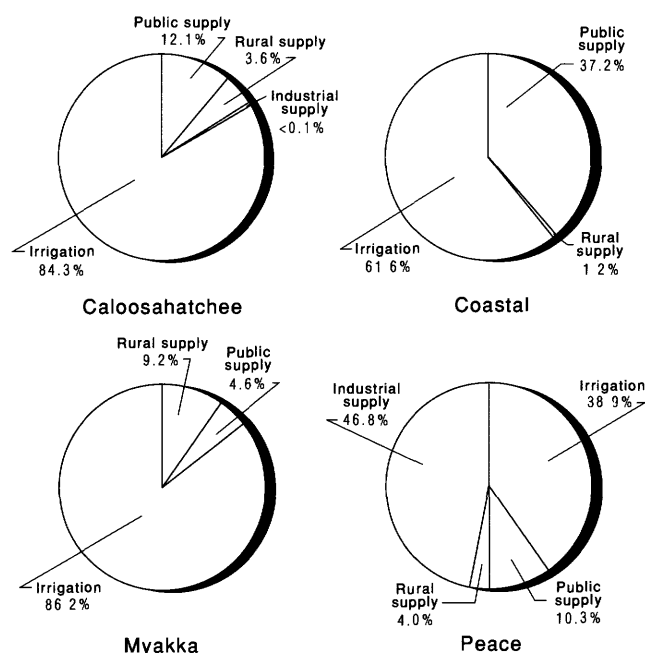 Public supply
12.1%
Rural supply
3.6%
Industrial
supply
<0.1%
Irrigation
84.3%
Caloosahatchee
Public
supply
37.2%
Rural
supply
1 2%
Irrigation
61 6%
Coastal
Rural supply
9.2%
Public
supply
4.6%
Irrigation
86 2%
Myakka
Industrial
supply
46.8%
Irrigation
38 9%
Rural
supply
4.0%
Public
supply
10.3%
Peace